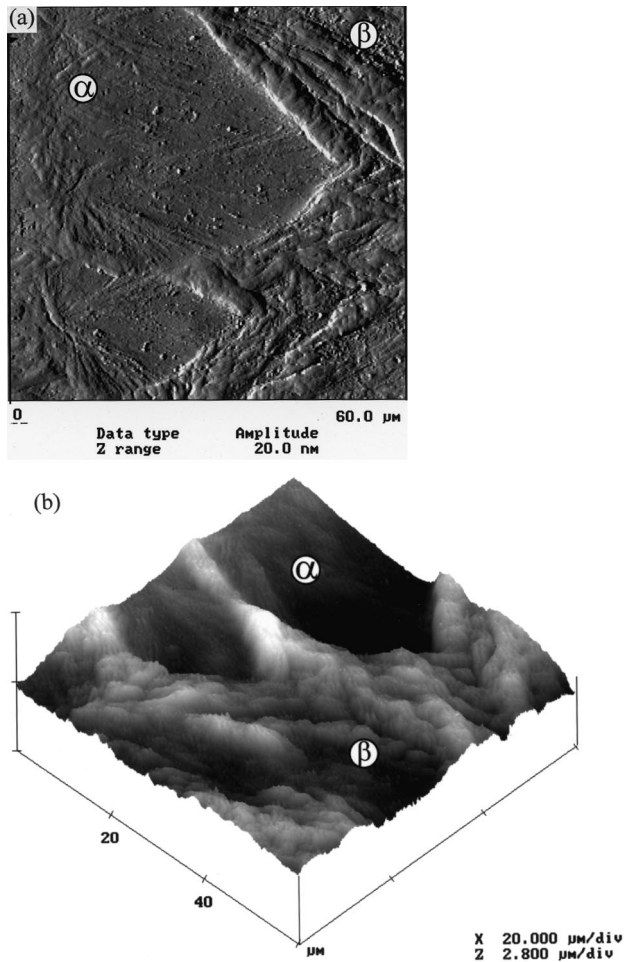 (a)
β
α
0 60.0 µm
Data type Amplitude
Z range 20.0 nm
(b)
α
β
20
40
µm
X 20.000 µm/div
Z 2.800 µm/div